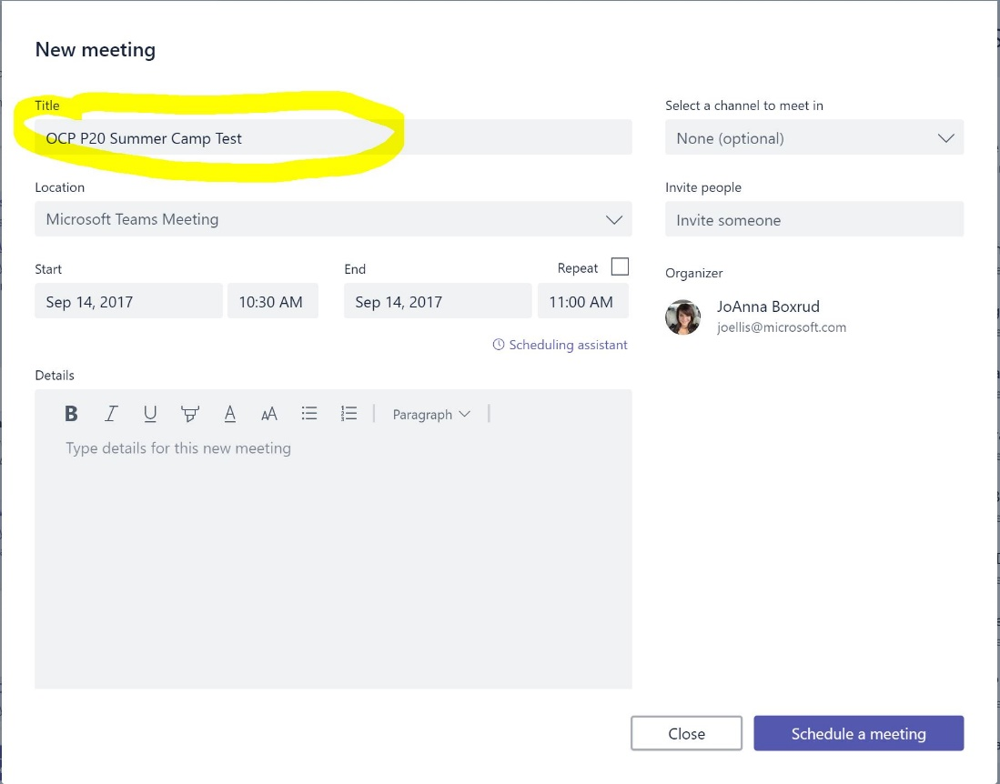 New meeting
Title
OCP P20 Summer Camp Test
Location
Microsoft Teams Meeting
Start
Sep 14, 2017
10:30 AM
End
Sep 14, 2017
11:00 AM
Repeat
Scheduling assistant
Details
B I U A AA Paragraph
Type details for this new meeting
Select a channel to meet in
None (optional)
Invite people
Invite someone
Organizer
JoAnna Boxrud
joellis@microsoft.com
Close
Schedule a meeting